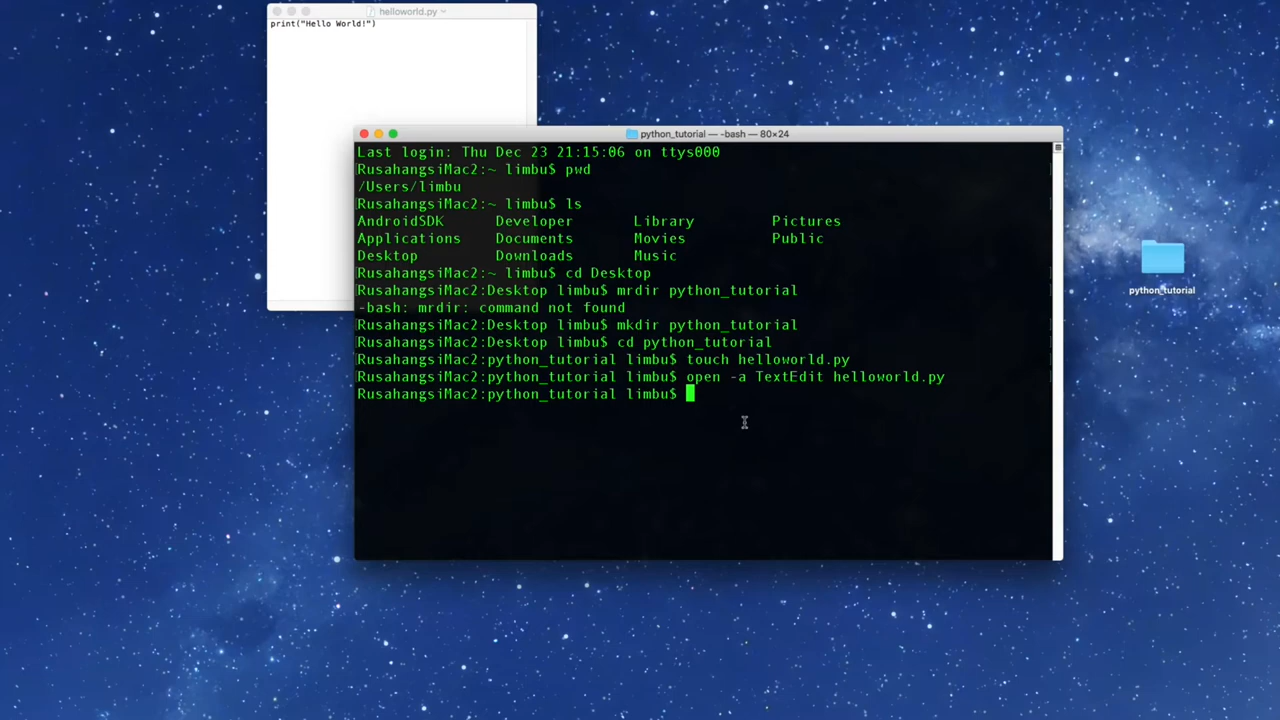 helloworld.py
print("Hello World!")
python_tutorial — -bash — 80×24
Last login: Thu Dec 23 21:15:06 on ttys000
RusahangsiMac2:~ limbu$ pwd
/Users/limbu
RusahangsiMac2:~ limbu$ ls
AndroidSDK Developer Library Pictures
Applications Documents Movies Public
Desktop Downloads Music
RusahangsiMac2:~ limbu$ cd Desktop
RusahangsiMac2:Desktop limbu$ mrdir python_tutorial
-bash: mrdir: command not found
RusahangsiMac2:Desktop limbu$ mkdir python_tutorial
RusahangsiMac2:Desktop limbu$ cd python_tutorial
RusahangsiMac2:python_tutorial limbu$ touch helloworld.py
RusahangsiMac2:python_tutorial limbu$ open -a TextEdit helloworld.py
RusahangsiMac2:python_tutorial limbu$
python_tutorial